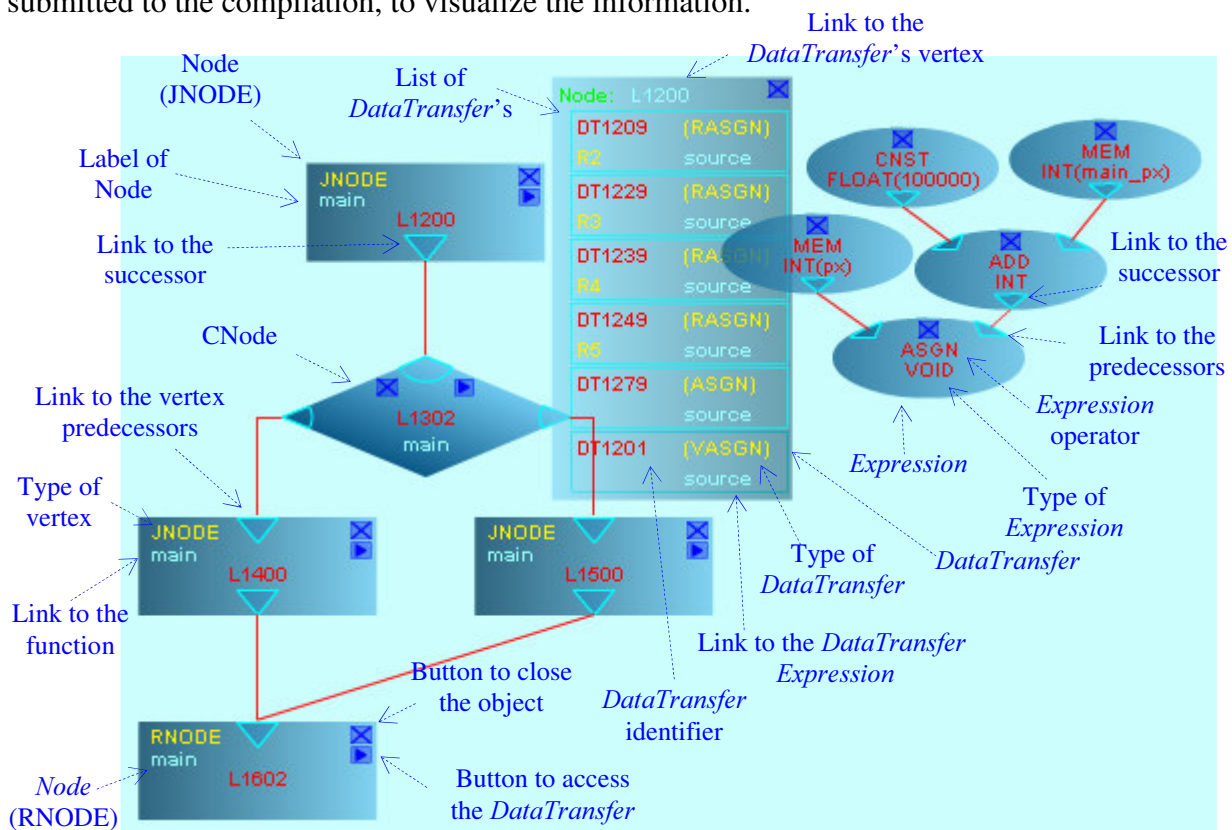 submitted to the compilation, to visualize the information.
Link to the
DataTransfer's vertex
Node
(JNODE)
List of
DataTransfer's
Label of
Node
Link to the
successor
JNODE
main
L1200
Node: L1200
DT1209 (RASGN)
R2 source
DT1229 (RASGN)
R3 source
DT1239 (RASGN)
R4 source
DT1249 (RASGN)
R5 source
DT1279 (ASGN)
source
DT1201 (VASGN)
source
CNST
FLOAT(100000)
MEM
INT(main_px)
MEM
INT(px)
ADD
INT
ASGN
VOID
Link to the
successor
Link to the
predecessors
Expression
operator
Expression
Type of
Expression
DataTransfer
CNode
L1302
main
Link to the vertex
predecessors
Type of
vertex
JNODE
main
L1400
JNODE
main
L1500
Type of
DataTransfer
Link to the
function
Link to the DataTransfer
Expression
Button to close
the object
DataTransfer
identifier
RNODE
main
L1602
Node
(RNODE)
Button to access
the DataTransfer